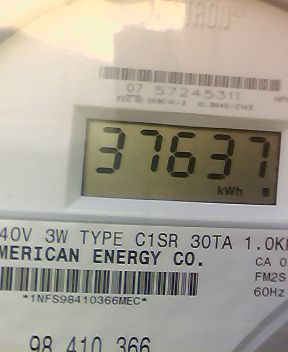 TRON
07 57245311
37637
kWh
40V 3W TYPE C1SR 30TA 1.0K
MERICAN ENERGY CO.
CA 0
FM2S
60Hz
*1NFS98410366MEC*
98 410 366